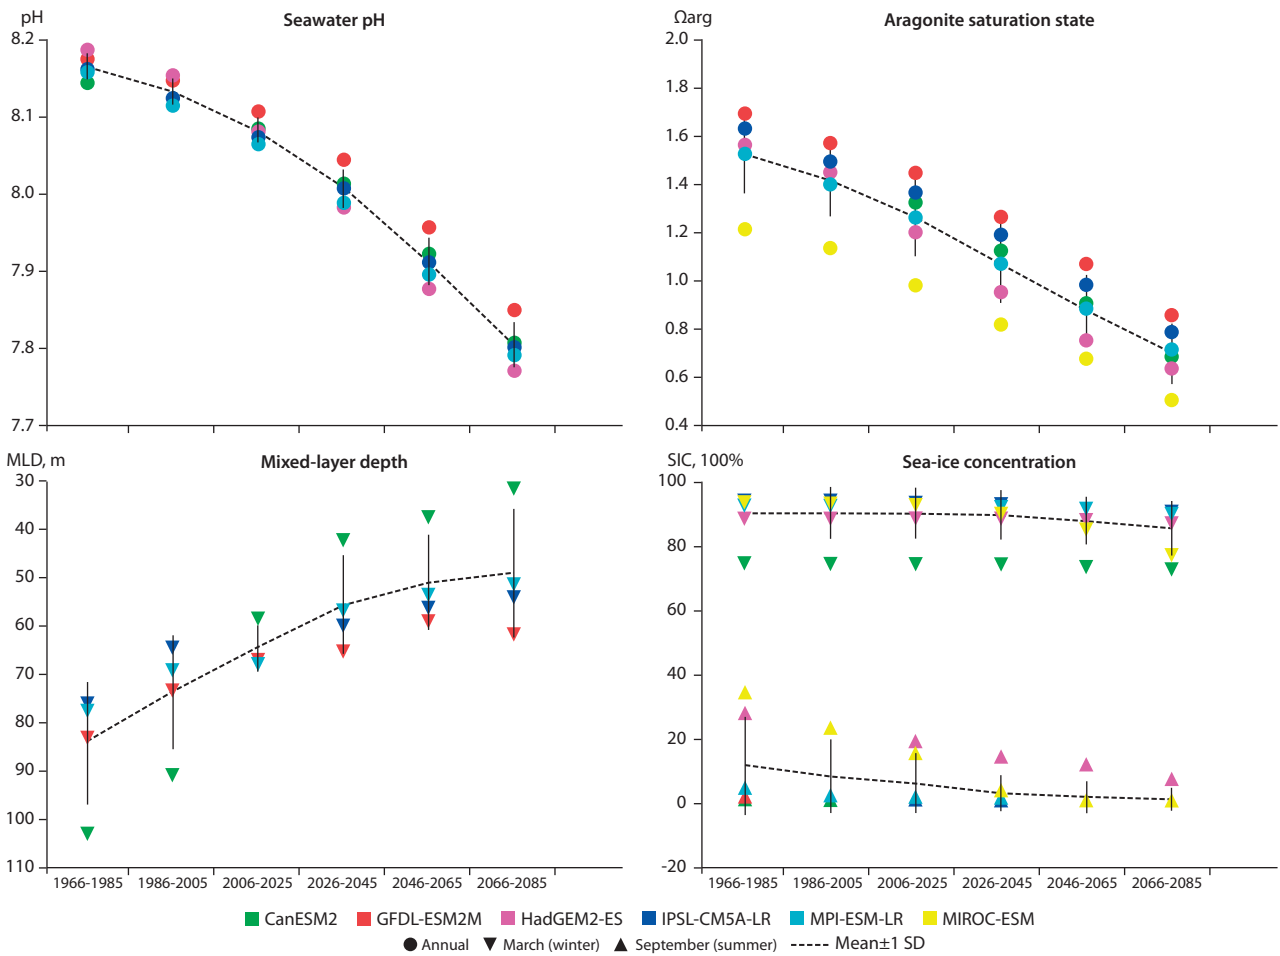 pH
Seawater pH
8.2
8.1
8.0
7.9
7.8
7.7
Ωarg
Aragonite saturation state
2.0
1.8
1.6
1.4
1.2
1.0
0.8
0.6
0.4
MLD, m
Mixed-layer depth
30
40
50
60
70
80
90
100
110
1966-1985 1986-2005 2006-2025 2026-2045 2046-2065 2066-2085
SIC, 100%
Sea-ice concentration
100
80
60
40
20
0
-20
1966-1985 1986-2005 2006-2025 2026-2045 2046-2065 2066-2085
CanESM2 GFDL-ESM2M HadGEM2-ES IPSL-CM5A-LR MPI-ESM-LR MIROC-ESM
Annual March (winter) September (summer) Mean±1 SD